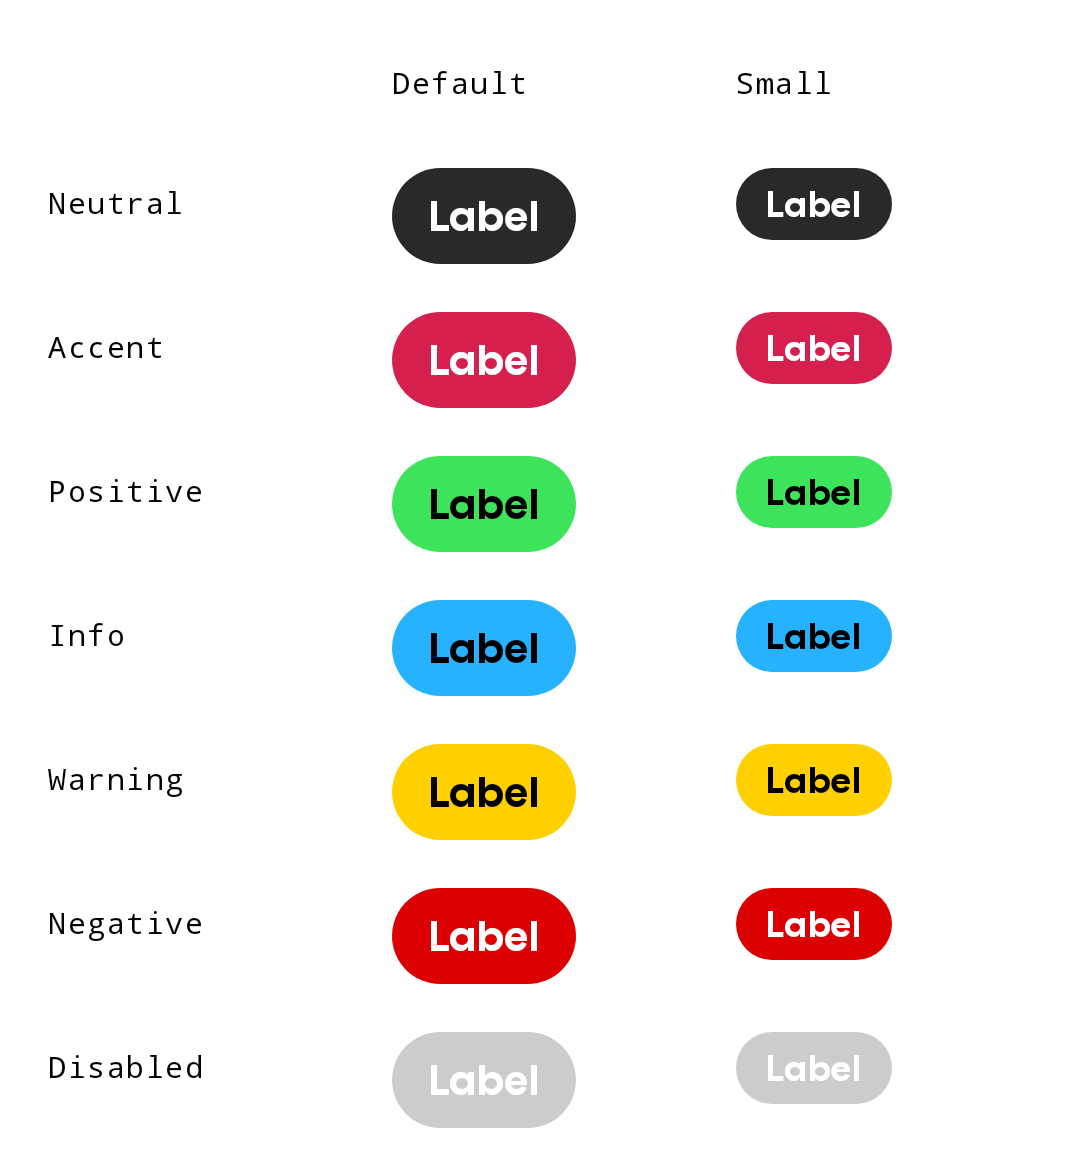 Default Small
Neutral Label Label
Accent Label Label
Positive Label Label
Info Label Label
Warning Label Label
Negative Label Label
Disabled Label Label